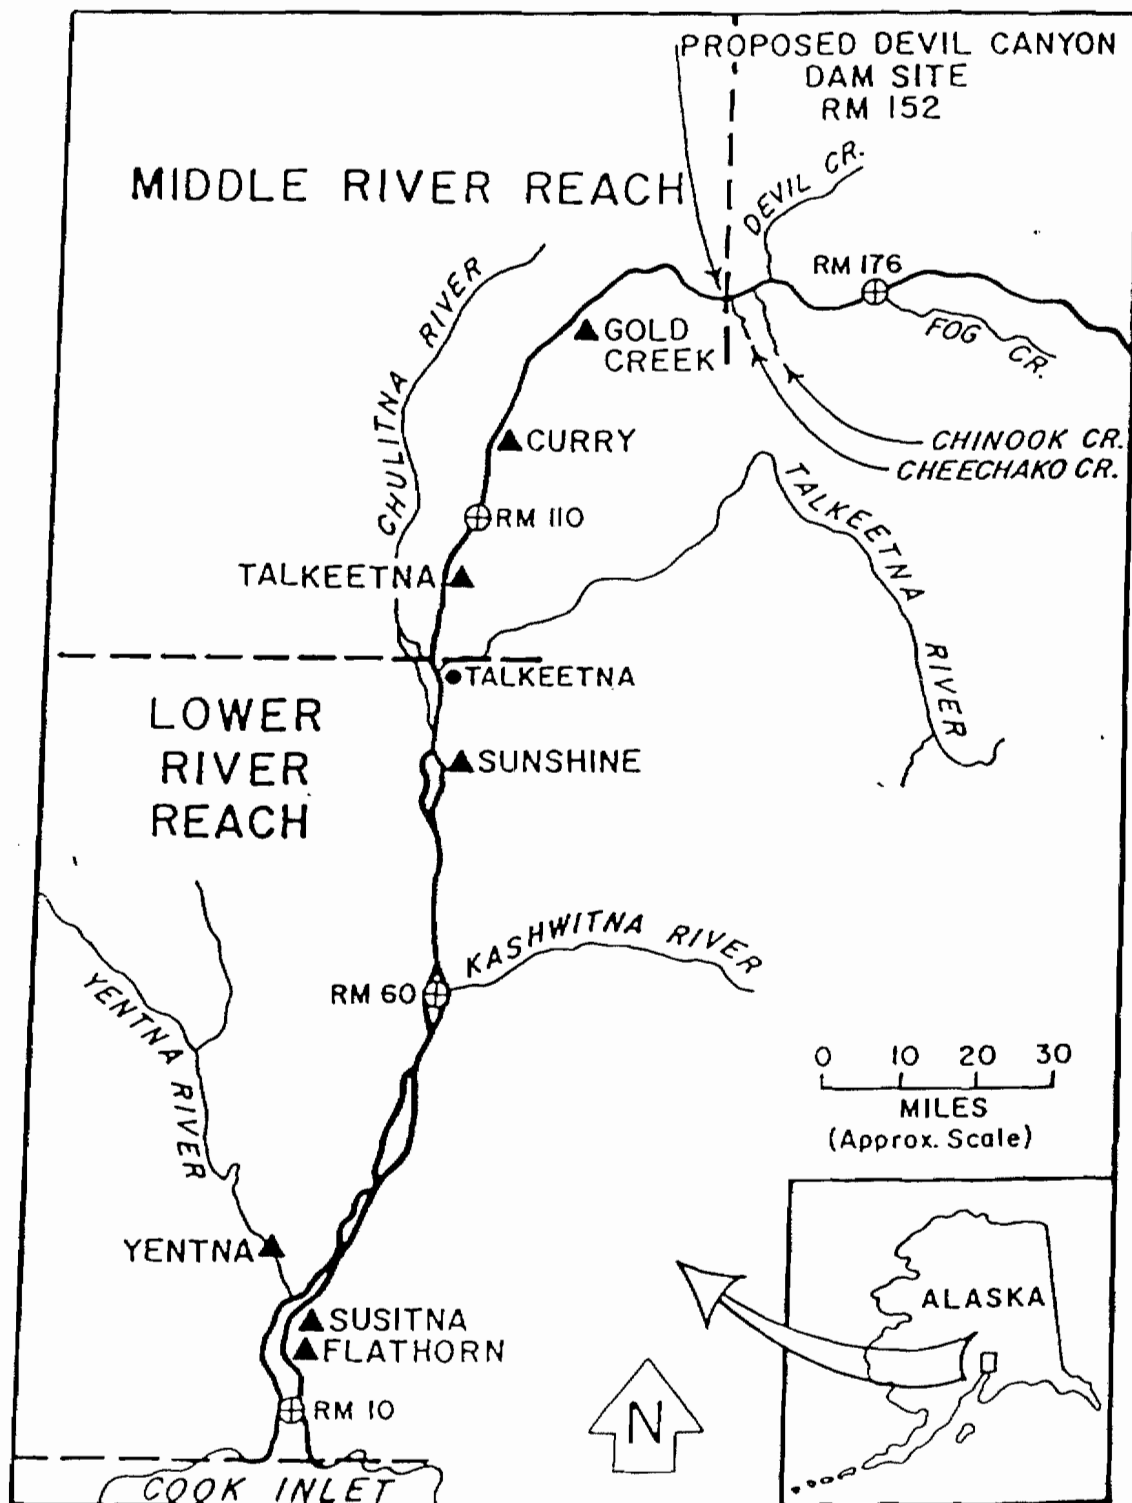 PROPOSED DEVIL CANYON
DAM SITE
RM 152
MIDDLE RIVER REACH
DEVIL CR.
RM 176
CHULITNA RIVER
GOLD
CREEK
FOG CR.
CURRY
CHINOOK CR.
CHEECHAKO CR.
TALKEETNA RIVER
RM 110
TALKEETNA
TALKEETNA
LOWER
RIVER
REACH
SUNSHINE
KASHWITNA RIVER
RM 60
YENTNA RIVER
0 10 20 30
MILES
(Approx. Scale)
YENTNA
ALASKA
SUSITNA
FLATHORN
RM 10
N
COOK INLET